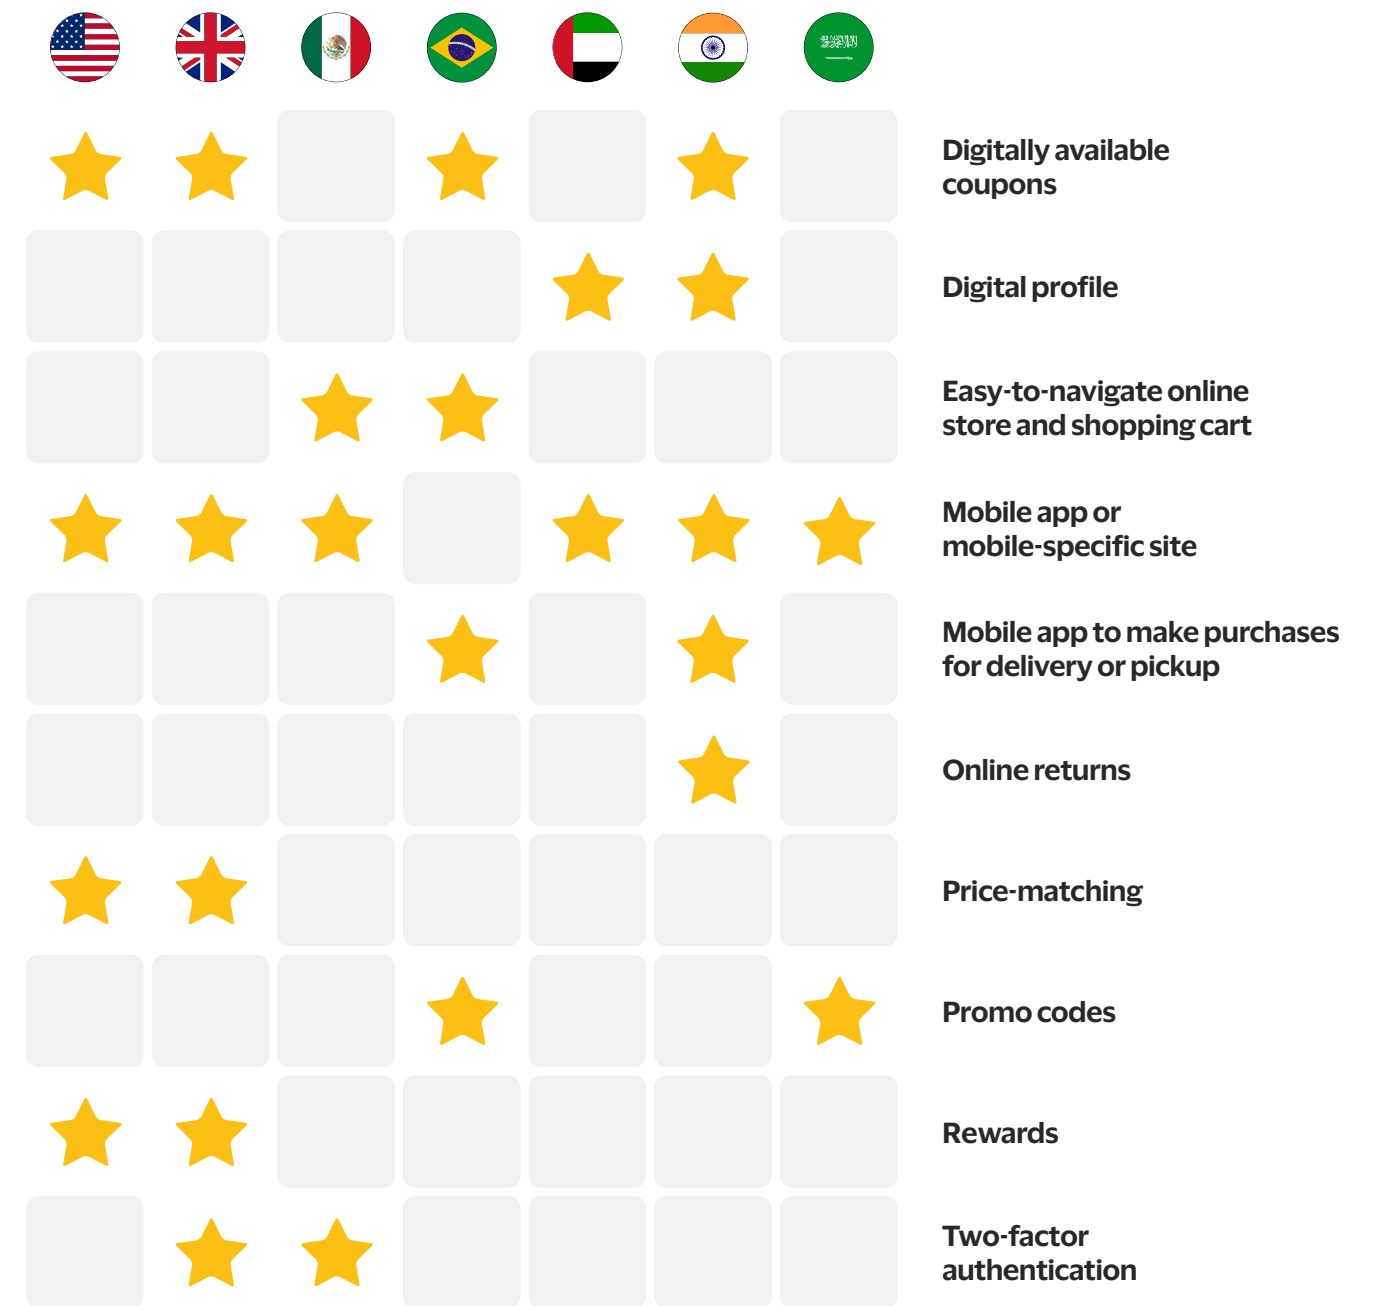 Digitally available
coupons
Digital profile
Easy-to-navigate online
store and shopping cart
Mobile app or
mobile-specific site
Mobile app to make purchases
for delivery or pickup
Online returns
Price-matching
Promo codes
Rewards
Two-factor
authentication